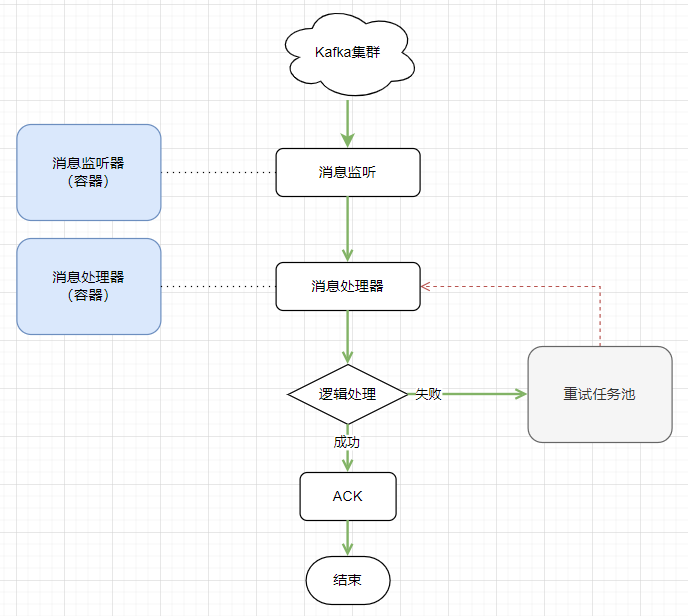 Kafka集群
消息监听器
（容器）
消息监听
消息处理器
（容器）
消息处理器
逻辑处理
失败
重试任务池
成功
ACK
结束